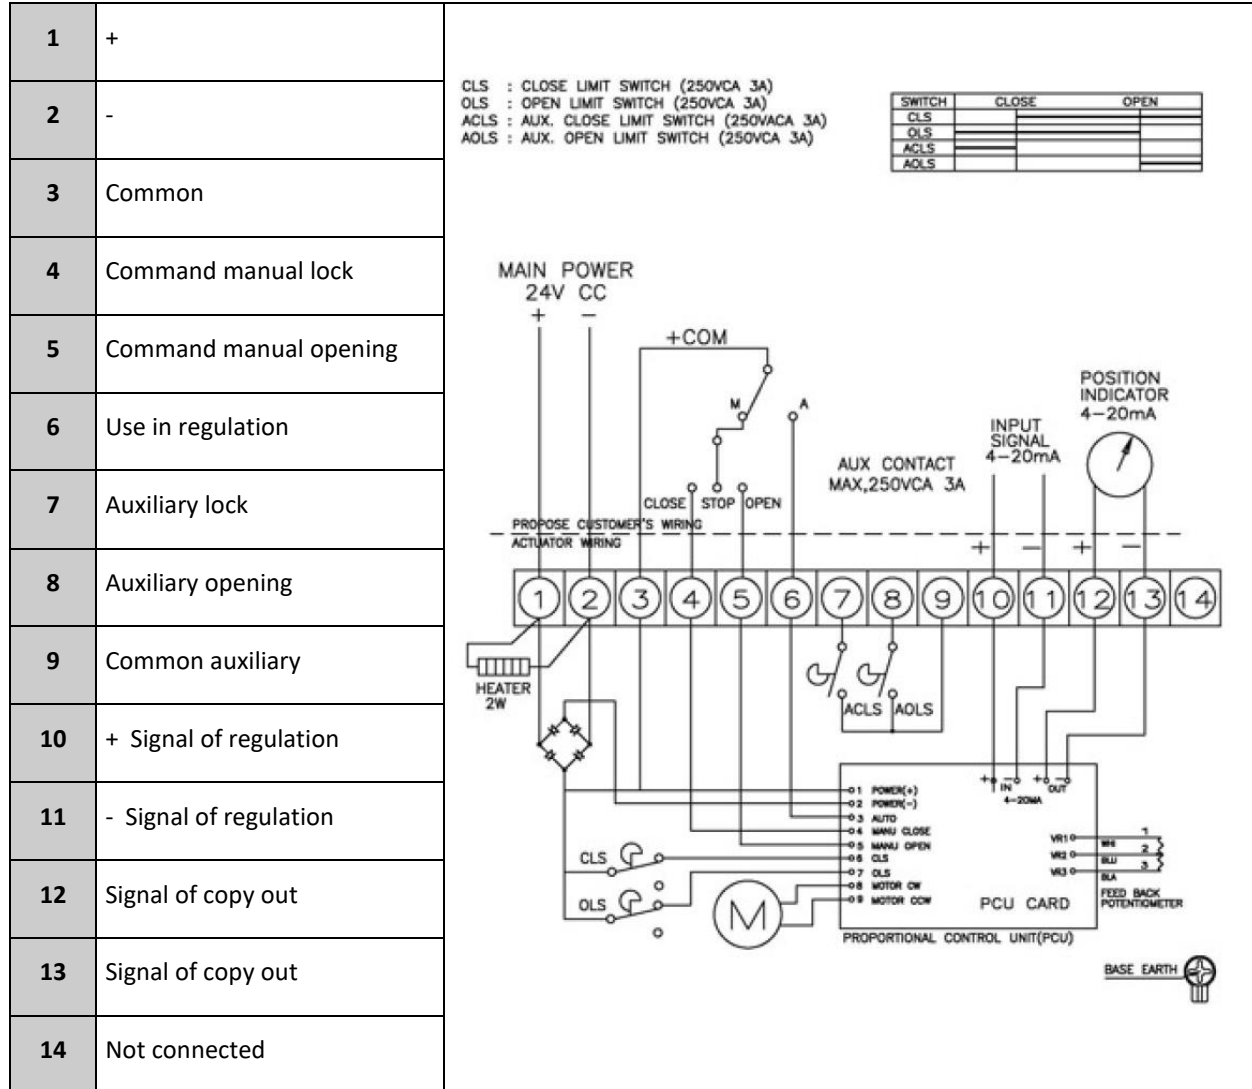 1 +
2 -
3 Common
4 Command manual lock
5 Command manual opening
6 Use in regulation
7 Auxiliary lock
8 Auxiliary opening
9 Common auxiliary
10 + Signal of regulation
11 - Signal of regulation
12 Signal of copy out
13 Signal of copy out
14 Not connected
CLS : CLOSE LIMIT SWITCH (250VCA 3A)
OLS : OPEN LIMIT SWITCH (250VCA 3A)
ACLS : AUX. CLOSE LIMIT SWITCH (250VACA 3A)
AOLS : AUX. OPEN LIMIT SWITCH (250VCA 3A)
SWITCH CLOSE OPEN
CLS
OLS
ACLS
AOLS
MAIN POWER
24V CC
+ −
+COM
M A
CLOSE STOP OPEN
AUX CONTACT
MAX,250VCA 3A
INPUT
SIGNAL
4−20mA
POSITION
INDICATOR
4−20mA
PROPOSE CUSTOMER'S WIRING
ACTUATOR WIRING
+ − + −
1 2 3 4 5 6 7 8 9 10 11 12 13 14
HEATER
2W
ACLS AOLS
+ − + −
IN OUT
4−20MA
1 POWER(+)
2 POWER(−)
3 AUTO
4 MANU CLOSE
5 MANU OPEN
6 CLS
7 OLS
8 MOTOR CW
9 MOTOR CCW
CLS
OLS
M
VR1 WHI 1
VR2 BLU 2
VR3 BLA 3
FEED BACK
POTENTIOMETER
PCU CARD
PROPORTIONAL CONTROL UNIT(PCU)
BASE EARTH